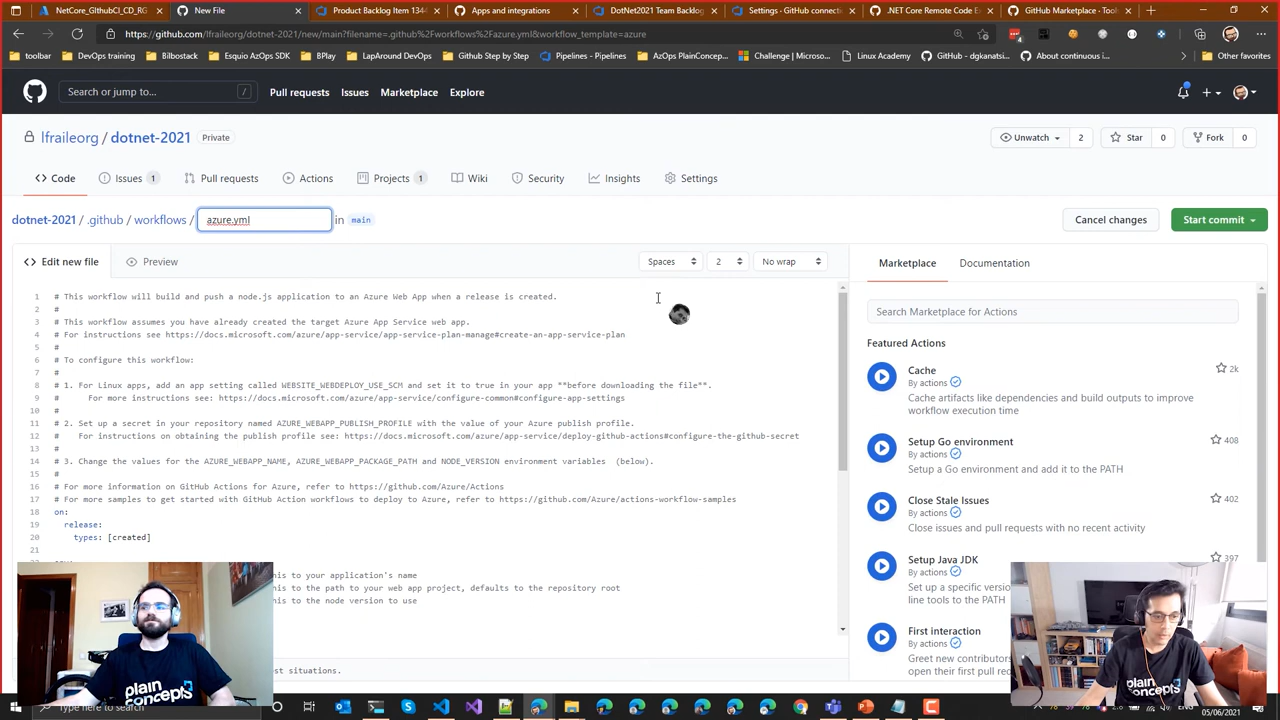 NetCore_GIthubCI_CD_RG
New File
Product Backlog Item 1344
Apps and integrations
DotNet2021 Team Backlog
Settings - GitHub connect
.NET Core Remote Code E
GitHub Marketplace - Tool
https://github.com/lfraileorg/dotnet-2021/new/main?filename=.github%2Fworkflows%2Fazure.yml&workflow_template=azure
toolbar
DevOps training
Bilbostack
Esquio AzOps SDK
BPlay
LapAround DevOps
Github Step by Step
Pipelines - Pipelines
AzOps PlainConcep...
Challenge | Microso...
Linux Academy
GitHub - dgkanatsi...
About continuous i...
Other favorites
Search or jump to...
/
Pull requests
Issues
Marketplace
Explore
lfraileorg / dotnet-2021
Private
Unwatch
2
Star
0
Fork
0
Code
Issues 1
Pull requests
Actions
Projects 1
Wiki
Security
Insights
Settings
dotnet-2021 / .github / workflows / azure.yml in main
Cancel changes
Start commit
Edit new file
Preview
Spaces
2
No wrap
1 # This workflow will build and push a node.js application to an Azure Web App when a release is created.
2 #
3 # This workflow assumes you have already created the target Azure App Service web app.
4 # For instructions see https://docs.microsoft.com/azure/app-service/app-service-plan-manage#create-an-app-service-plan
5 #
6 # To configure this workflow:
7 #
8 # 1. For Linux apps, add an app setting called WEBSITE_WEBDEPLOY_USE_SCM and set it to true in your app **before downloading the file**.
9 # For more instructions see: https://docs.microsoft.com/azure/app-service/configure-common#configure-app-settings
10 #
11 # 2. Set up a secret in your repository named AZURE_WEBAPP_PUBLISH_PROFILE with the value of your Azure publish profile.
12 # For instructions on obtaining the publish profile see: https://docs.microsoft.com/azure/app-service/deploy-github-actions#configure-the-github-secret
13 #
14 # 3. Change the values for the AZURE_WEBAPP_NAME, AZURE_WEBAPP_PACKAGE_PATH and NODE_VERSION environment variables (below).
15 #
16 # For more information on GitHub Actions for Azure, refer to https://github.com/Azure/Actions
17 # For more samples to get started with GitHub Action workflows to deploy to Azure, refer to https://github.com/Azure/actions-workflow-samples
18 on:
19 release:
20 types: [created]
21
his to your application's name
his to the path to your web app project, defaults to the repository root
his to the node version to use
st situations.
Marketplace
Documentation
Search Marketplace for Actions
Featured Actions
Cache
2k
By actions
Cache artifacts like dependencies and build outputs to improve
workflow execution time
Setup Go environment
408
By actions
Setup a Go environment and add it to the PATH
Close Stale Issues
402
By actions
Close issues and pull requests with no recent activity
Setup Java JDK
397
By actions
Set up a specific versio
line tools to the PATH
First interaction
By actions
Greet new contributors
open their first pull req
plain
concepts
plain
concepts
Type here to search
ENG
05/06/2021